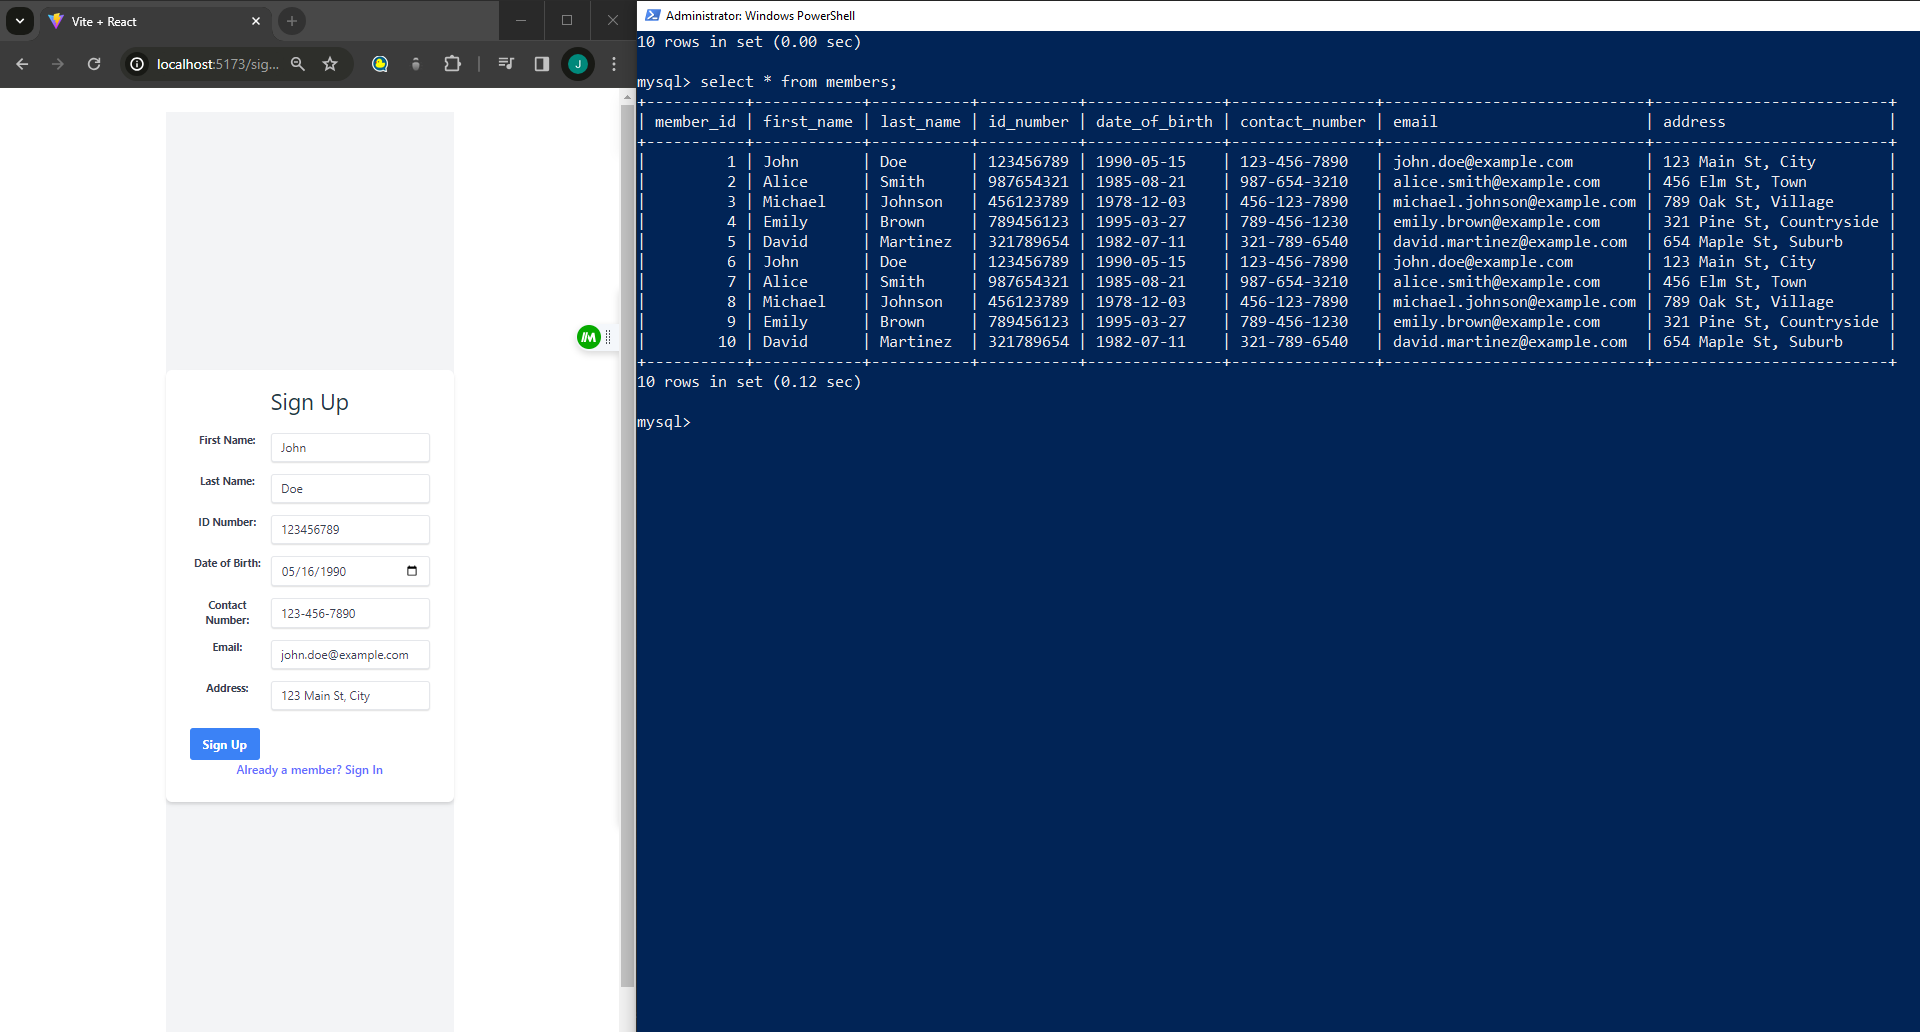 Vite + React
localhost:5173/sig...
J
Sign Up
First Name:
John
Last Name:
Doe
ID Number:
123456789
Date of Birth:
05/16/1990
Contact
Number:
123-456-7890
Email:
john.doe@example.com
Address:
123 Main St, City
Sign Up
Already a member? Sign In
Administrator: Windows PowerShell
10 rows in set (0.00 sec)
mysql> select * from members;
+-----------+------------+-----------+-----------+---------------+----------------+-----------------------------+--------------------------+
| member_id | first_name | last_name | id_number | date_of_birth | contact_number | email                       | address                  |
+-----------+------------+-----------+-----------+---------------+----------------+-----------------------------+--------------------------+
|         1 | John       | Doe       | 123456789 | 1990-05-15    | 123-456-7890   | john.doe@example.com        | 123 Main St, City        |
|         2 | Alice      | Smith     | 987654321 | 1985-08-21    | 987-654-3210   | alice.smith@example.com     | 456 Elm St, Town         |
|         3 | Michael    | Johnson   | 456123789 | 1978-12-03    | 456-123-7890   | michael.johnson@example.com | 789 Oak St, Village      |
|         4 | Emily      | Brown     | 789456123 | 1995-03-27    | 789-456-1230   | emily.brown@example.com     | 321 Pine St, Countryside |
|         5 | David      | Martinez  | 321789654 | 1982-07-11    | 321-789-6540   | david.martinez@example.com  | 654 Maple St, Suburb     |
|         6 | John       | Doe       | 123456789 | 1990-05-15    | 123-456-7890   | john.doe@example.com        | 123 Main St, City        |
|         7 | Alice      | Smith     | 987654321 | 1985-08-21    | 987-654-3210   | alice.smith@example.com     | 456 Elm St, Town         |
|         8 | Michael    | Johnson   | 456123789 | 1978-12-03    | 456-123-7890   | michael.johnson@example.com | 789 Oak St, Village      |
|         9 | Emily      | Brown     | 789456123 | 1995-03-27    | 789-456-1230   | emily.brown@example.com     | 321 Pine St, Countryside |
|        10 | David      | Martinez  | 321789654 | 1982-07-11    | 321-789-6540   | david.martinez@example.com  | 654 Maple St, Suburb     |
+-----------+------------+-----------+-----------+---------------+----------------+-----------------------------+--------------------------+
10 rows in set (0.12 sec)
mysql>